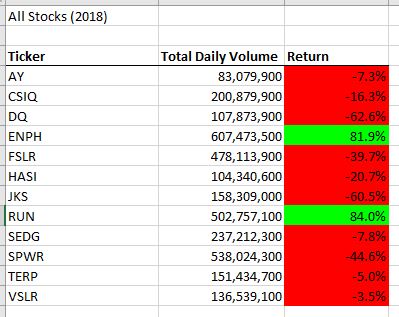 All Stocks (2018)
Ticker Total Daily Volume Return
AY 83,079,900 -7.3%
CSIQ 200,879,900 -16.3%
DQ 107,873,900 -62.6%
ENPH 607,473,500 81.9%
FSLR 478,113,900 -39.7%
HASI 104,340,600 -20.7%
JKS 158,309,000 -60.5%
RUN 502,757,100 84.0%
SEDG 237,212,300 -7.8%
SPWR 538,024,300 -44.6%
TERP 151,434,700 -5.0%
VSLR 136,539,100 -3.5%